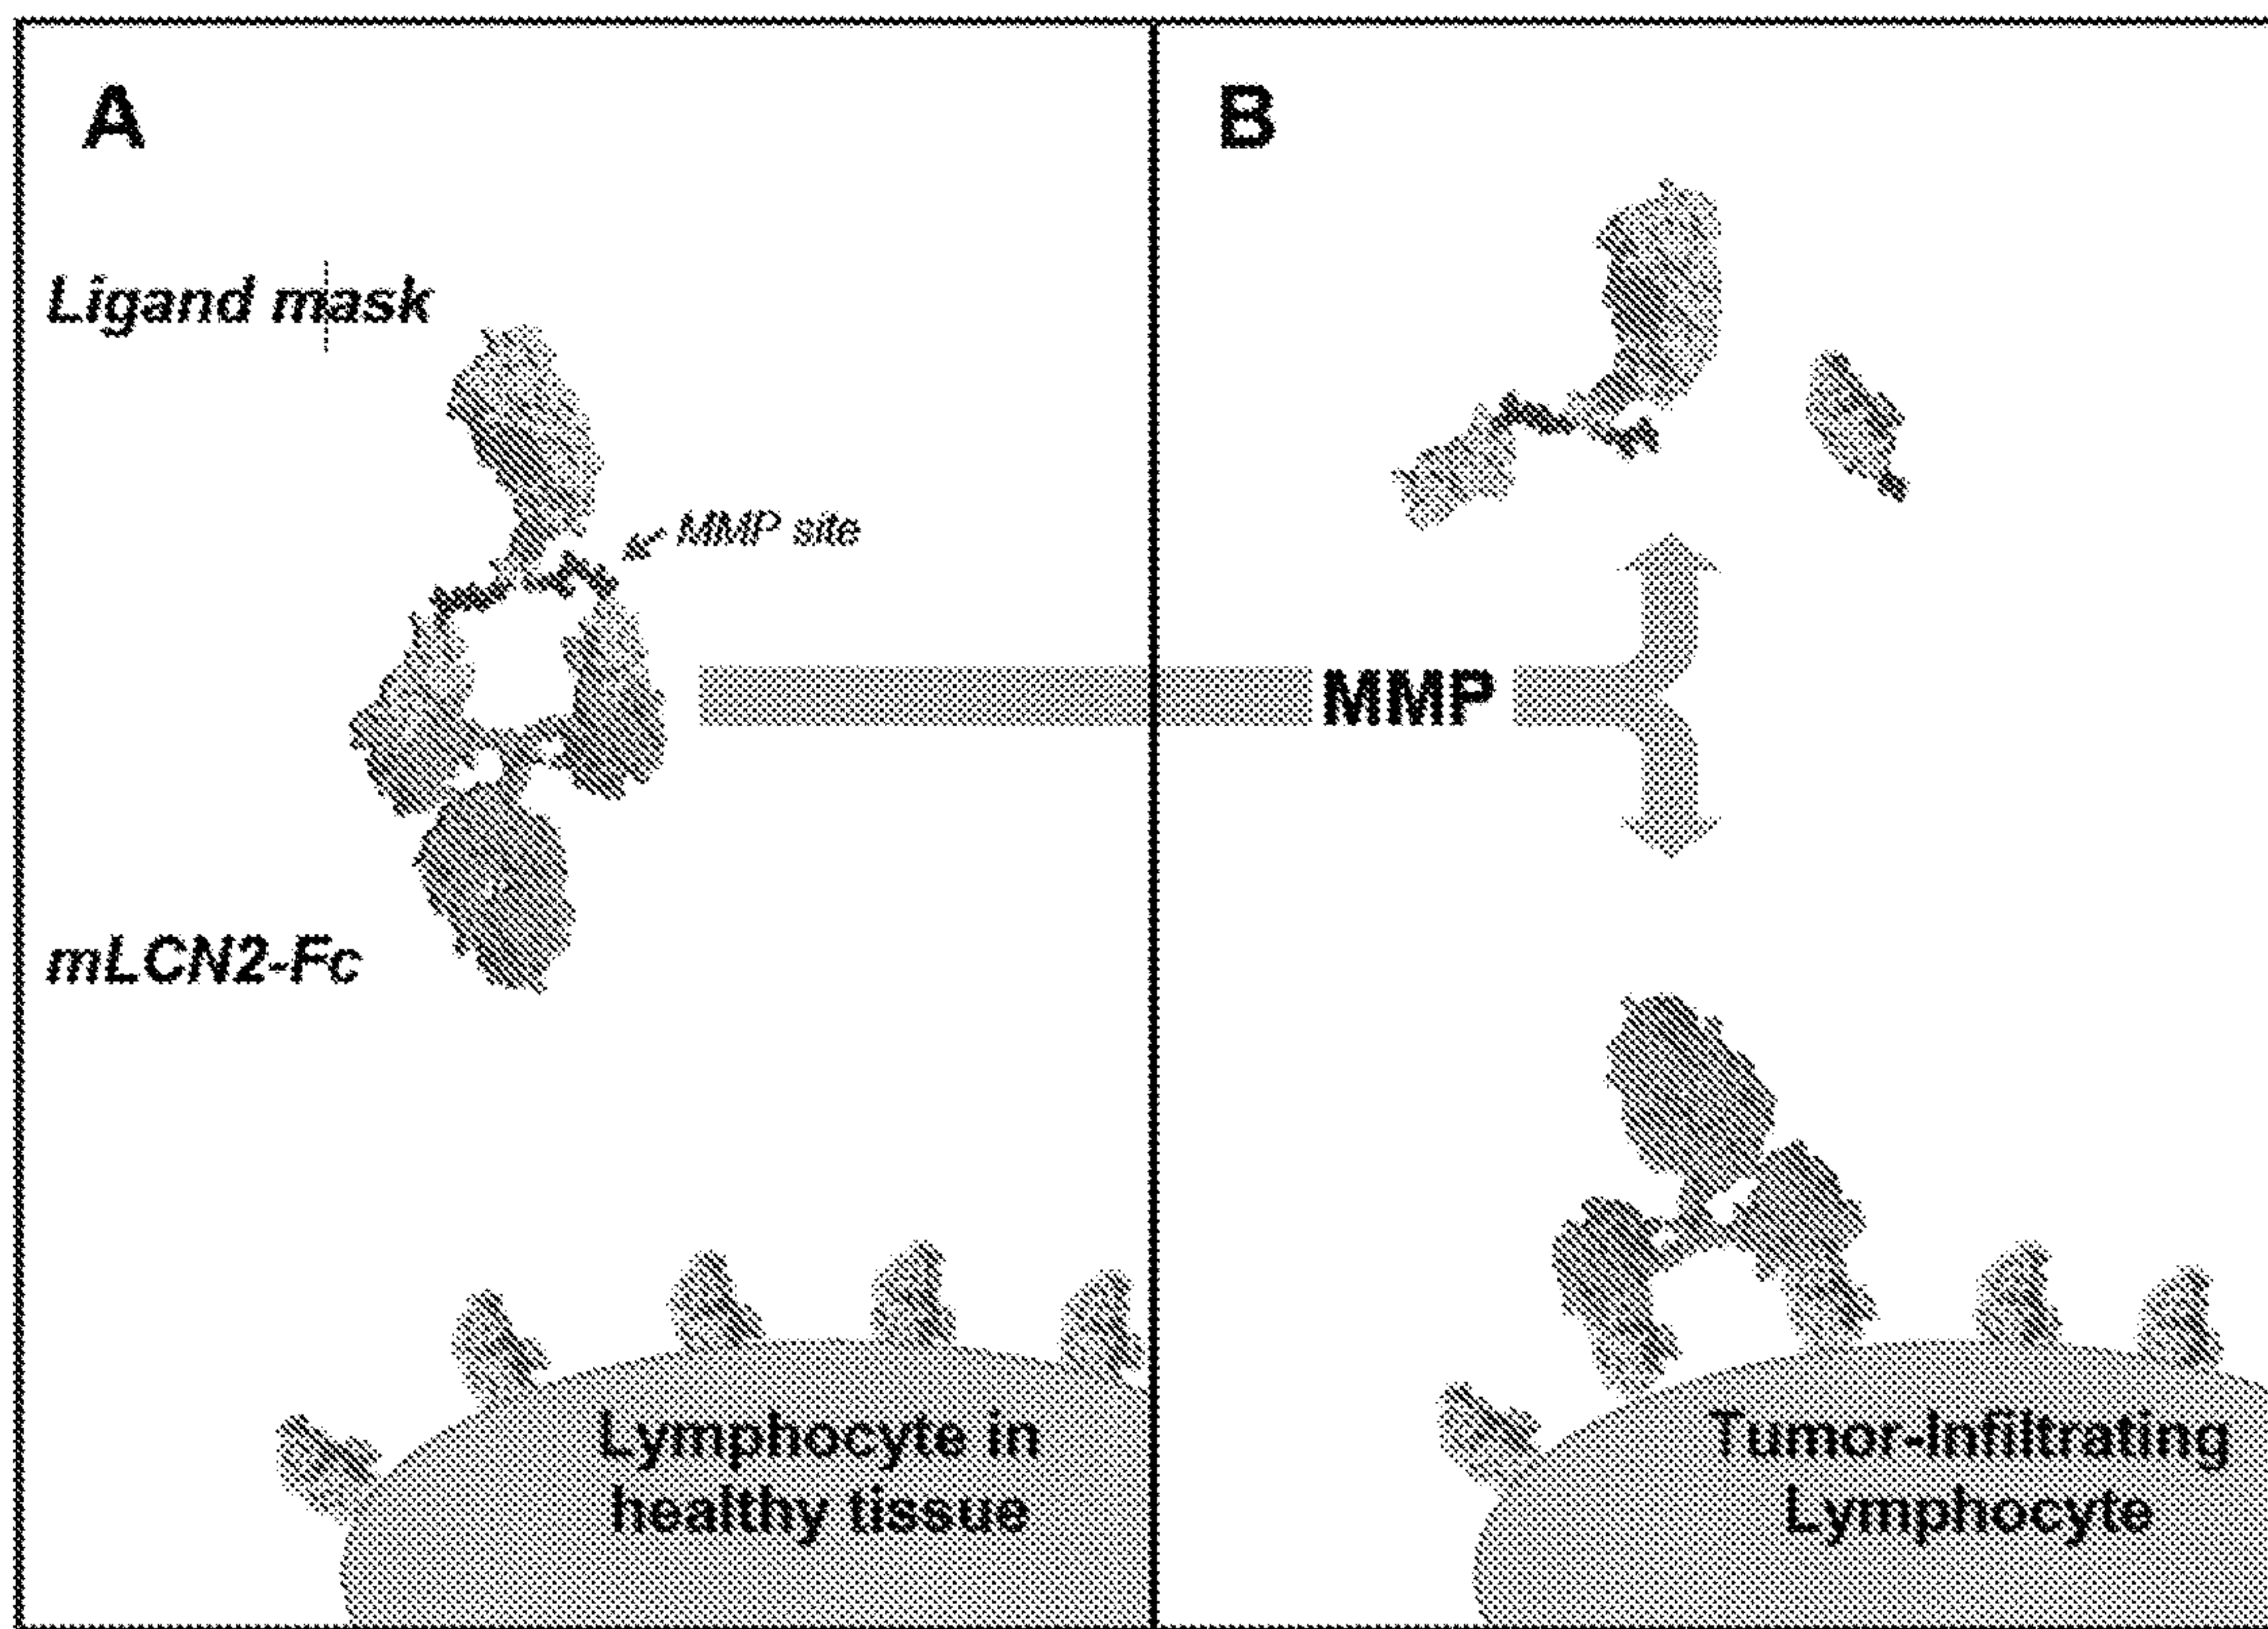 A
B
Ligand mask
MMP site
MMP
mLCN2-Fc
Lymphocyte in
healthy tissue
Tumor-Infiltrating
Lymphocyte